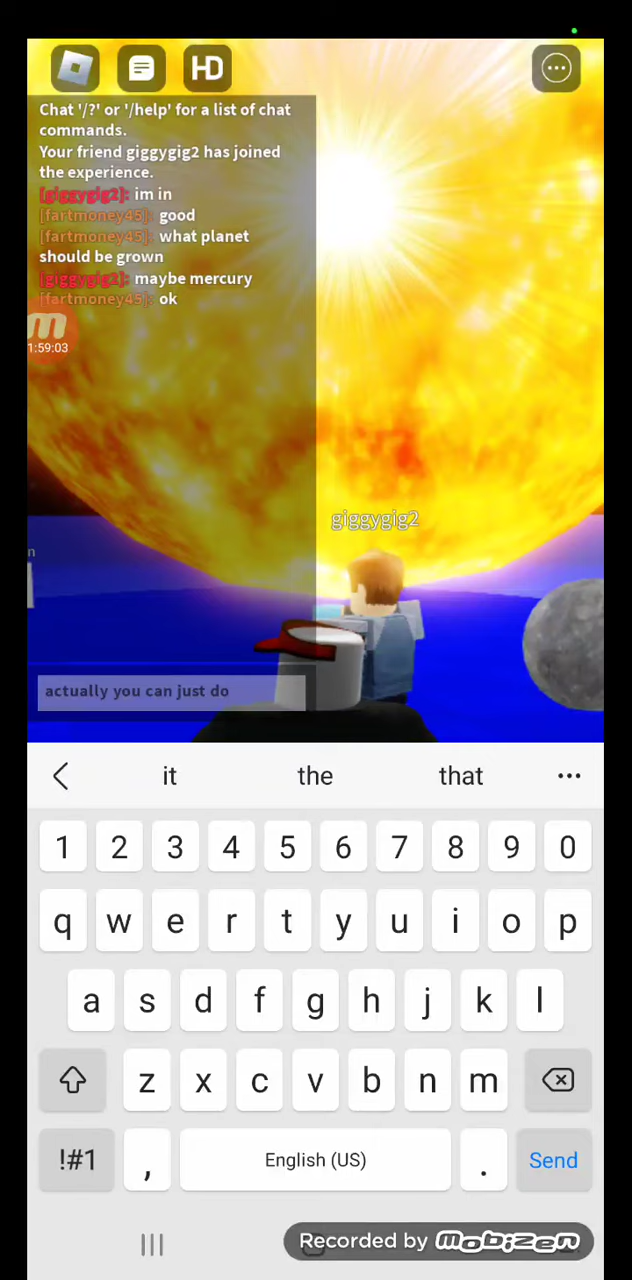 HD
Chat '/?' or '/help' for a list of chat
commands.
Your friend giggygig2 has joined
the experience.
[giggygig2]: im in
[fartmoney45]: good
[fartmoney45]: what planet
should be grown
[giggygig2]: maybe mercury
[fartmoney45]: ok
m
1:59:03
giggygig2
n
actually you can just do
it the that
1 2 3 4 5 6 7 8 9 0
q w e r t y u i o p
a s d f g h j k l
z x c v b n m
!#1 , English (US) . Send
Recorded by mobizen